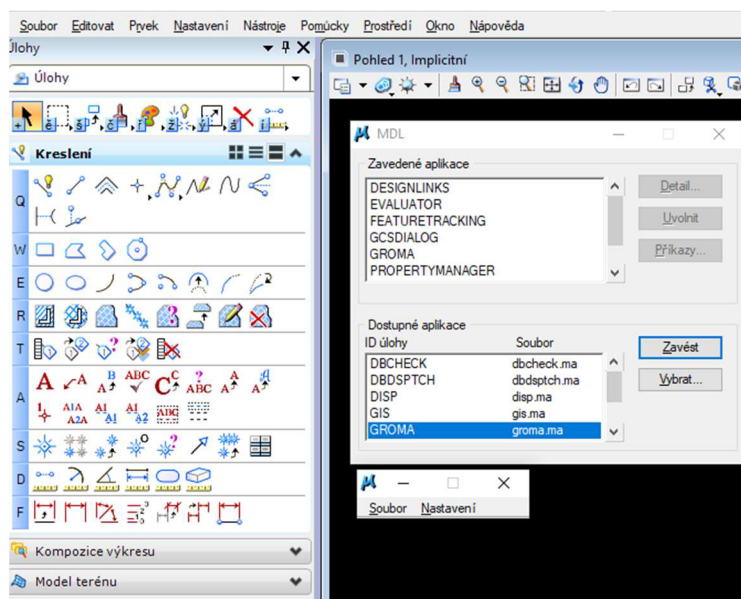 Soubor Editovat Prvek Nastavení Nástroje Pomůcky Prostředí Okno Nápověda
Úlohy
Úlohy
Kreslení
Q
W
E
R
T
A
S
D
F
Kompozice výkresu
Model terénu
Pohled 1, Implicitní
MDL
Zavedené aplikace
DESIGNLINKS
EVALUATOR
FEATURETRACKING
GCSDIALOG
GROMA
PROPERTYMANAGER
Detail...
Uvolnit
Příkazy...
Dostupné aplikace
ID úlohy Soubor
DBCHECK dbcheck.ma
DBDSPTCH dbdsptch.ma
DISP disp.ma
GIS gis.ma
GROMA groma.ma
Zavést
Vybrat...
Soubor Nastavení